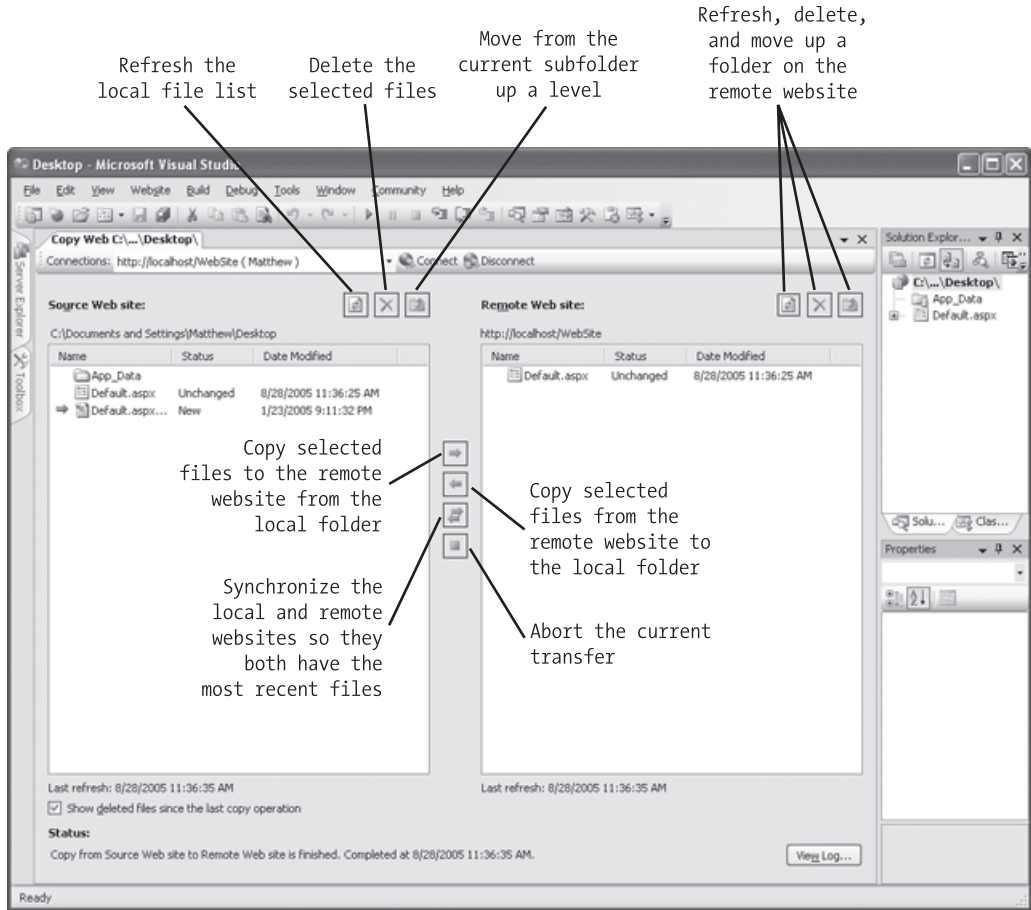 Refresh the
local file list
Delete the
selected files
Move from the
current subfolder
up a level
Refresh, delete,
and move up a
folder on the
remote website
Desktop - Microsoft Visual Studio
File Edit View Website Build Debug Tools Window Community Help
Server Explorer
Toolbox
Copy Web C:\...\Desktop\
Connections: http://localhost/WebSite ( Matthew ) Connect Disconnect
Source Web site:
C:\Documents and Settings\Matthew\Desktop
Name Status Date Modified
App_Data
Default.aspx Unchanged 8/28/2005 11:36:25 AM
Default.aspx... New 1/23/2005 9:11:32 PM
Remote Web site:
http://localhost/WebSite
Name Status Date Modified
Default.aspx Unchanged 8/28/2005 11:36:25 AM
Copy selected
files to the remote
website from the
local folder
Copy selected
files from the
remote website to
the local folder
Synchronize the
local and remote
websites so they
both have the
most recent files
Abort the current
transfer
Last refresh: 8/28/2005 11:36:35 AM
Last refresh: 8/28/2005 11:36:35 AM
Show deleted files since the last copy operation
Status:
Copy from Source Web site to Remote Web site is finished. Completed at 8/28/2005 11:36:35 AM.
View Log...
Solution Explor...
C:\...\Desktop\
App_Data
Default.aspx
Solu... Clas...
Properties
Ready